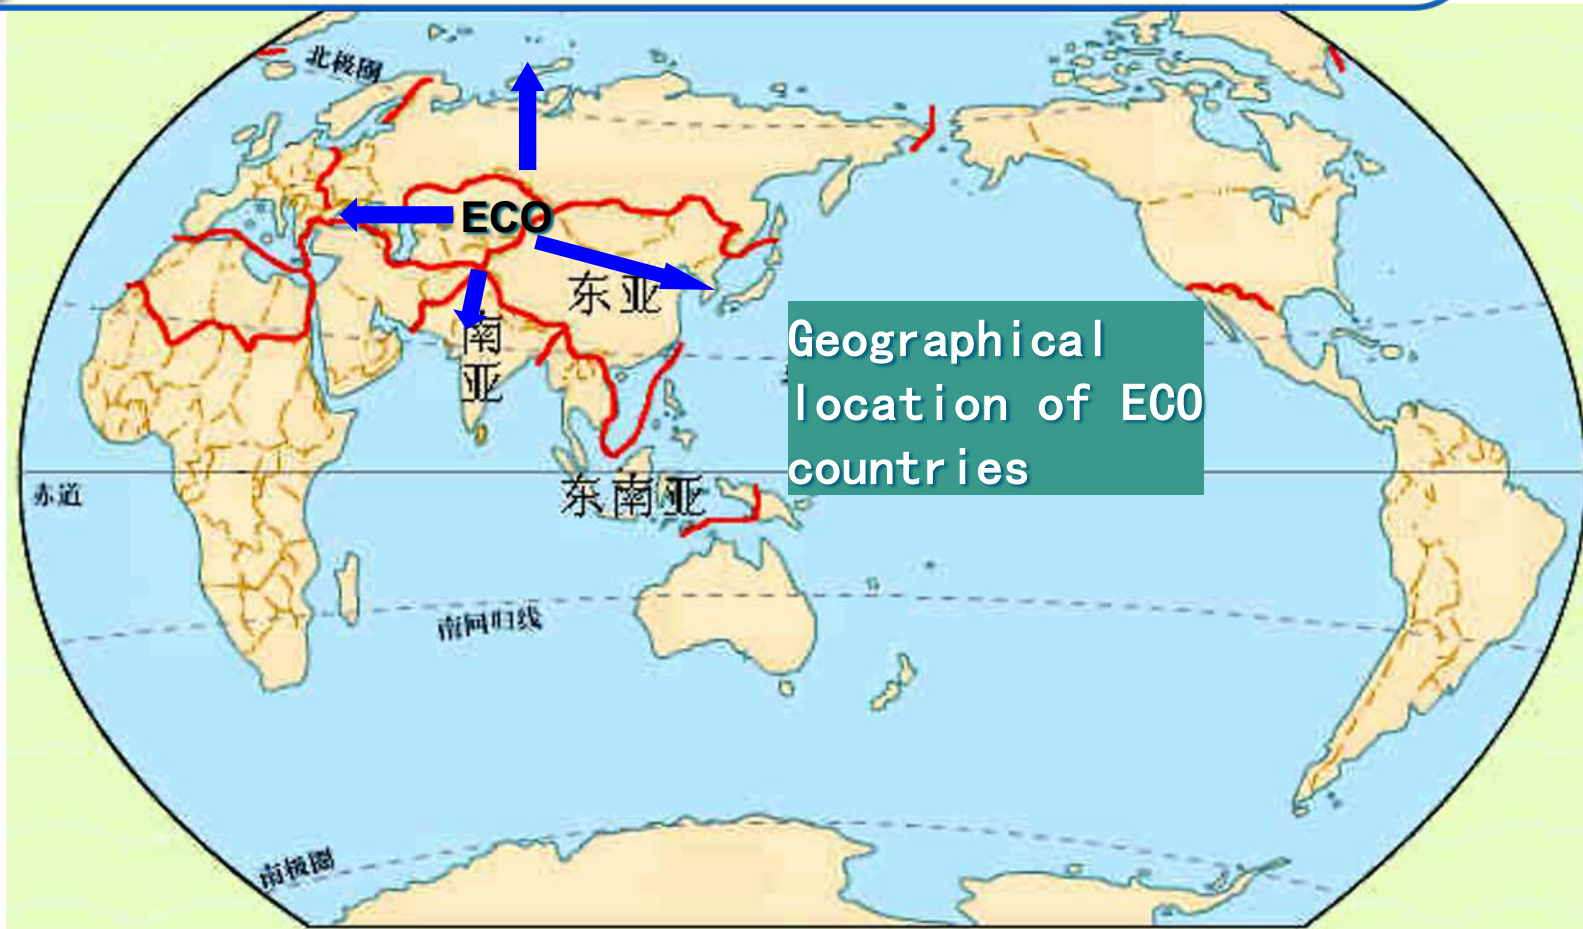 北极圈
ECO
东亚
南
亚
Geographical
location of ECO
countries
东南亚
赤道
南回归线
南极圈